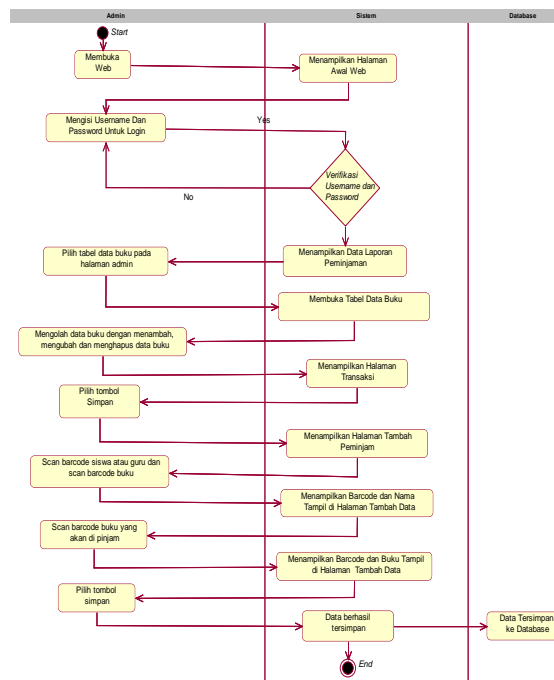 Admin
Sistem
Database
Start
Membuka
Web
Menampilkan Halaman
Awal Web
Mengisi Username Dan
Password Untuk Login
Yes
Verifikasi
Username dan
Password
No
Menampilkan Data Laporan
Peminjaman
Pilih tabel data buku pada
halaman admin
Membuka Tabel Data Buku
Mengolah data buku dengan menambah,
mengubah dan menghapus data buku
Menampilkan Halaman
Transaksi
Pilih tombol
Simpan
Menampilkan Halaman Tambah
Peminjam
Scan barcode siswa atau guru dan
scan barcode buku
Menampilkan Barcode dan Nama
Tampil di Halaman Tambah Data
Scan barcode buku yang
akan di pinjam
Menampilkan Barcode dan Buku Tampil
di Halaman Tambah Data
Pilih tombol
simpan
Data berhasil
tersimpan
Data Tersimpan
ke Database
End